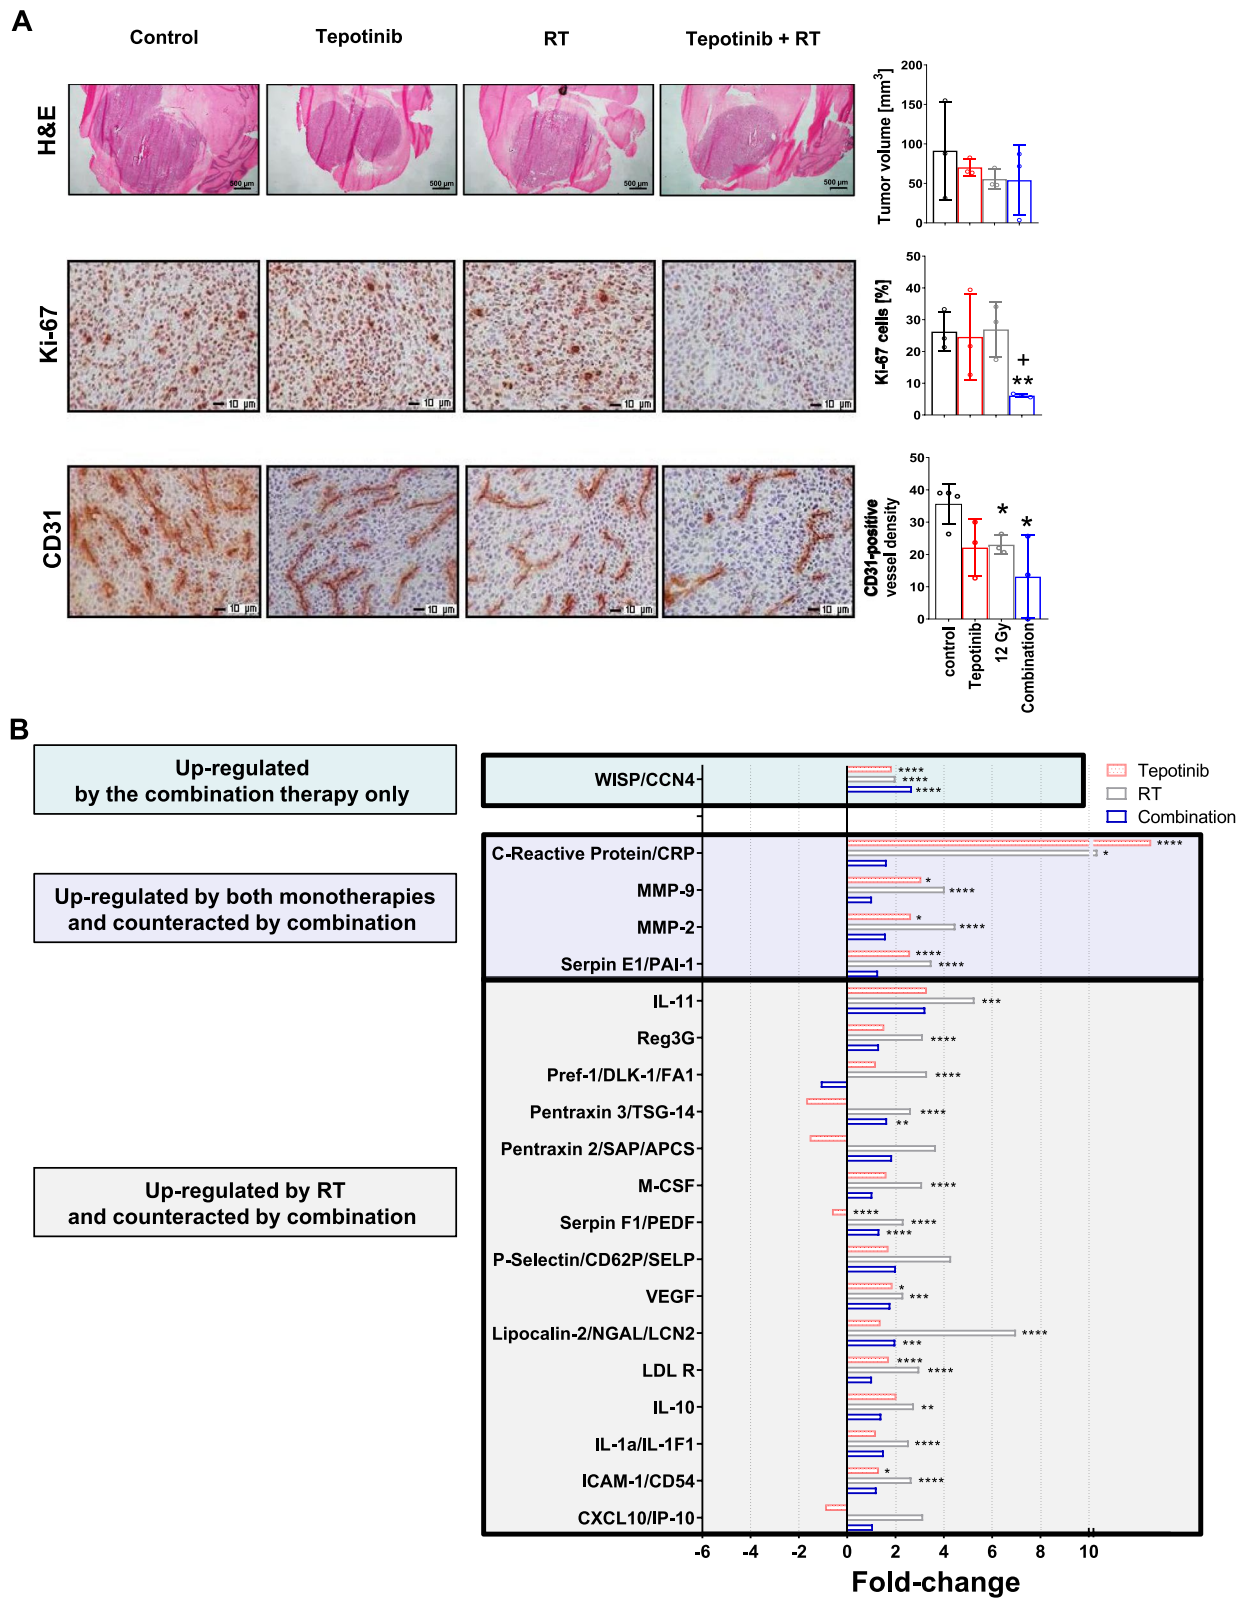 A
Control
Tepotinib
RT
Tepotinib + RT
H&E
500 µm
500 µm
500 µm
500 µm
Tumor volume [mm³]
200
150
100
50
0
Ki-67
10 µm
10 µm
10 µm
10 µm
Ki-67 cells [%]
50
40
30
20
10
0
+
**
CD31
10 µm
10 µm
10 µm
10 µm
CD31-positive
vessel density
50
40
30
20
10
0
*
*
control
Tepotinib
12 Gy
Combination
B
Up-regulated
by the combination therapy only
Up-regulated by both monotherapies
and counteracted by combination
Up-regulated by RT
and counteracted by combination
Tepotinib
RT
Combination
WISP/CCN4
****
****
****
C-Reactive Protein/CRP
****
*
MMP-9
*
****
MMP-2
*
****
Serpin E1/PAI-1
****
****
IL-11
***
Reg3G
****
Pref-1/DLK-1/FA1
****
Pentraxin 3/TSG-14
****
**
Pentraxin 2/SAP/APCS
M-CSF
****
Serpin F1/PEDF
****
****
****
P-Selectin/CD62P/SELP
VEGF
*
***
Lipocalin-2/NGAL/LCN2
****
***
LDL R
****
****
IL-10
**
IL-1a/IL-1F1
****
ICAM-1/CD54
*
****
CXCL10/IP-10
-6 -4 -2 0 2 4 6 8 10
Fold-change